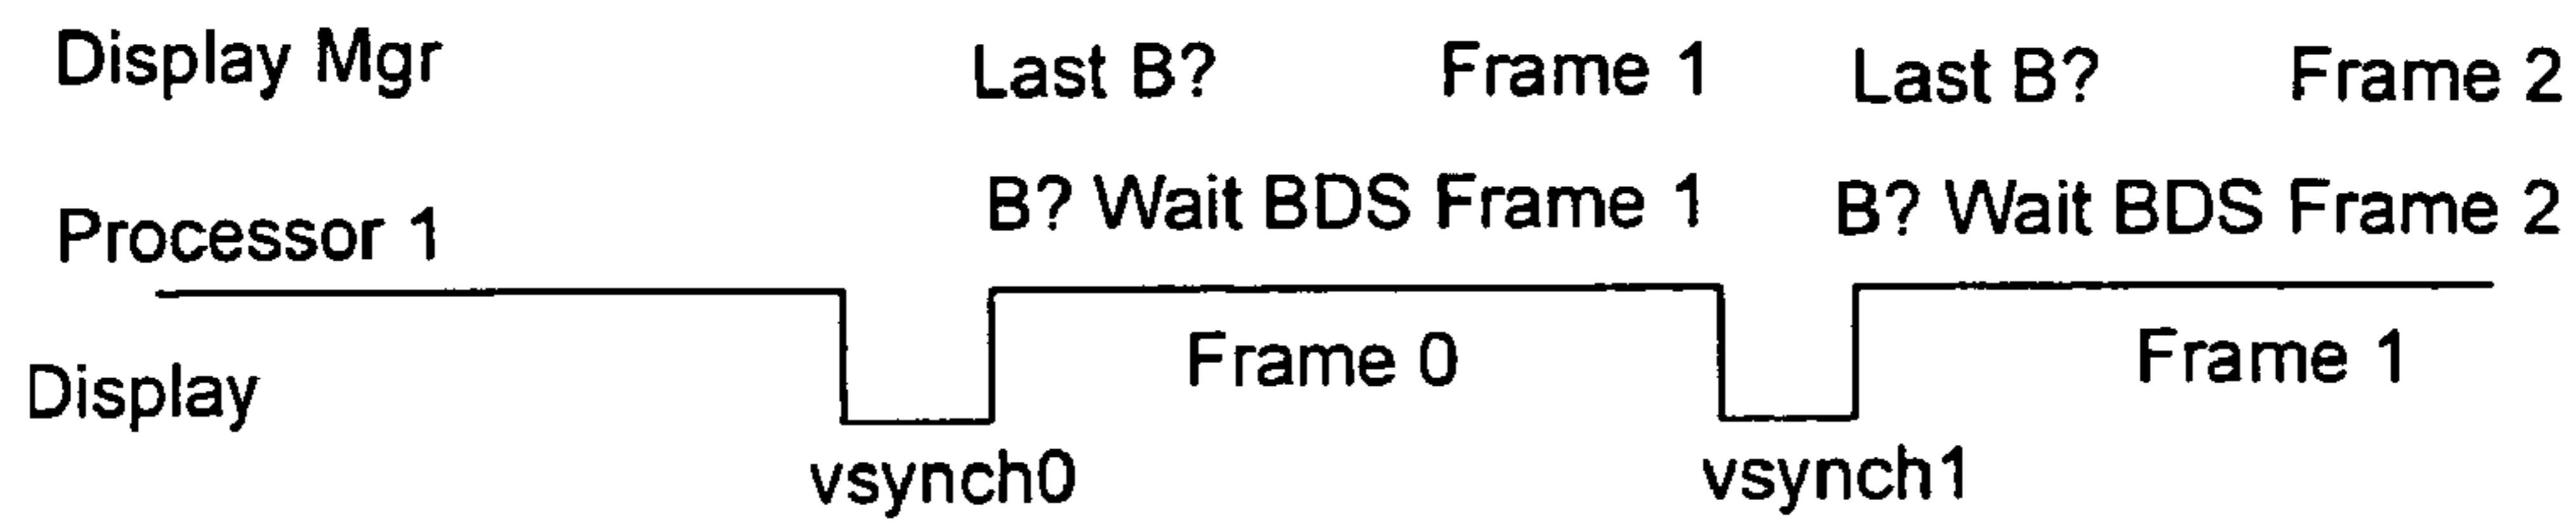 Display Mgr Last B? Frame 1 Last B? Frame 2
Processor 1 B? Wait BDS Frame 1 B? Wait BDS Frame 2
Display Frame 0 Frame 1
vsynch0 vsynch1